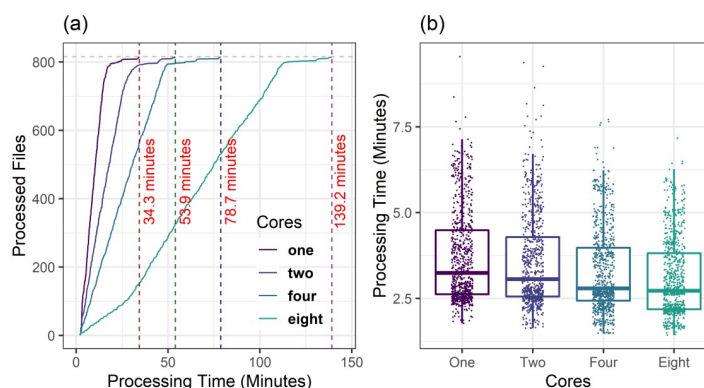 (a)
Processed Files
800
600
400
200
0
34.3 minutes
53.9 minutes
78.7 minutes
139.2 minutes
Cores
one
two
four
eight
0 50 100 150
Processing Time (Minutes)
(b)
Processing Time (Minutes)
7.5
5.0
2.5
One Two Four Eight
Cores